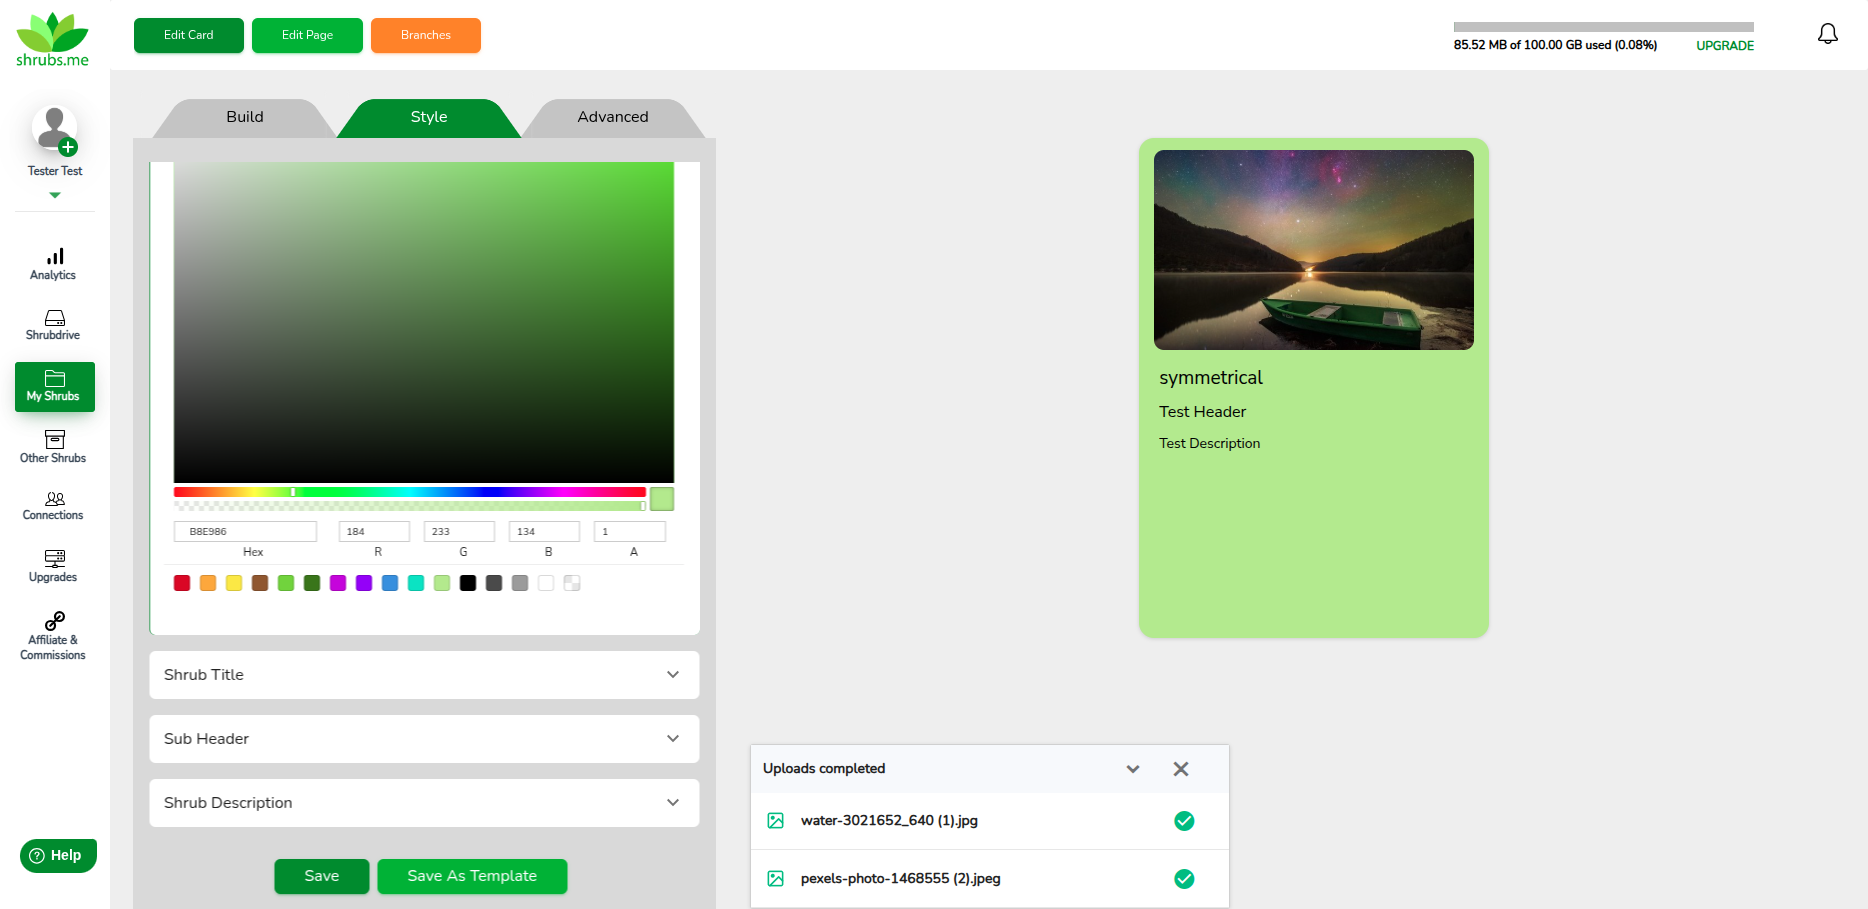 shrubs.me
Edit Card
Edit Page
Branches
85.52 MB of 100.00 GB used (0.08%)
UPGRADE
Tester Test
Analytics
Shrubdrive
My Shrubs
Other Shrubs
Connections
Upgrades
Affiliate &
Commissions
Help
Build
Style
Advanced
B8E986
184
233
134
1
Hex
R
G
B
A
Shrub Title
Sub Header
Shrub Description
Save
Save As Template
symmetrical
Test Header
Test Description
Uploads completed
water-3021652_640 (1).jpg
pexels-photo-1468555 (2).jpeg